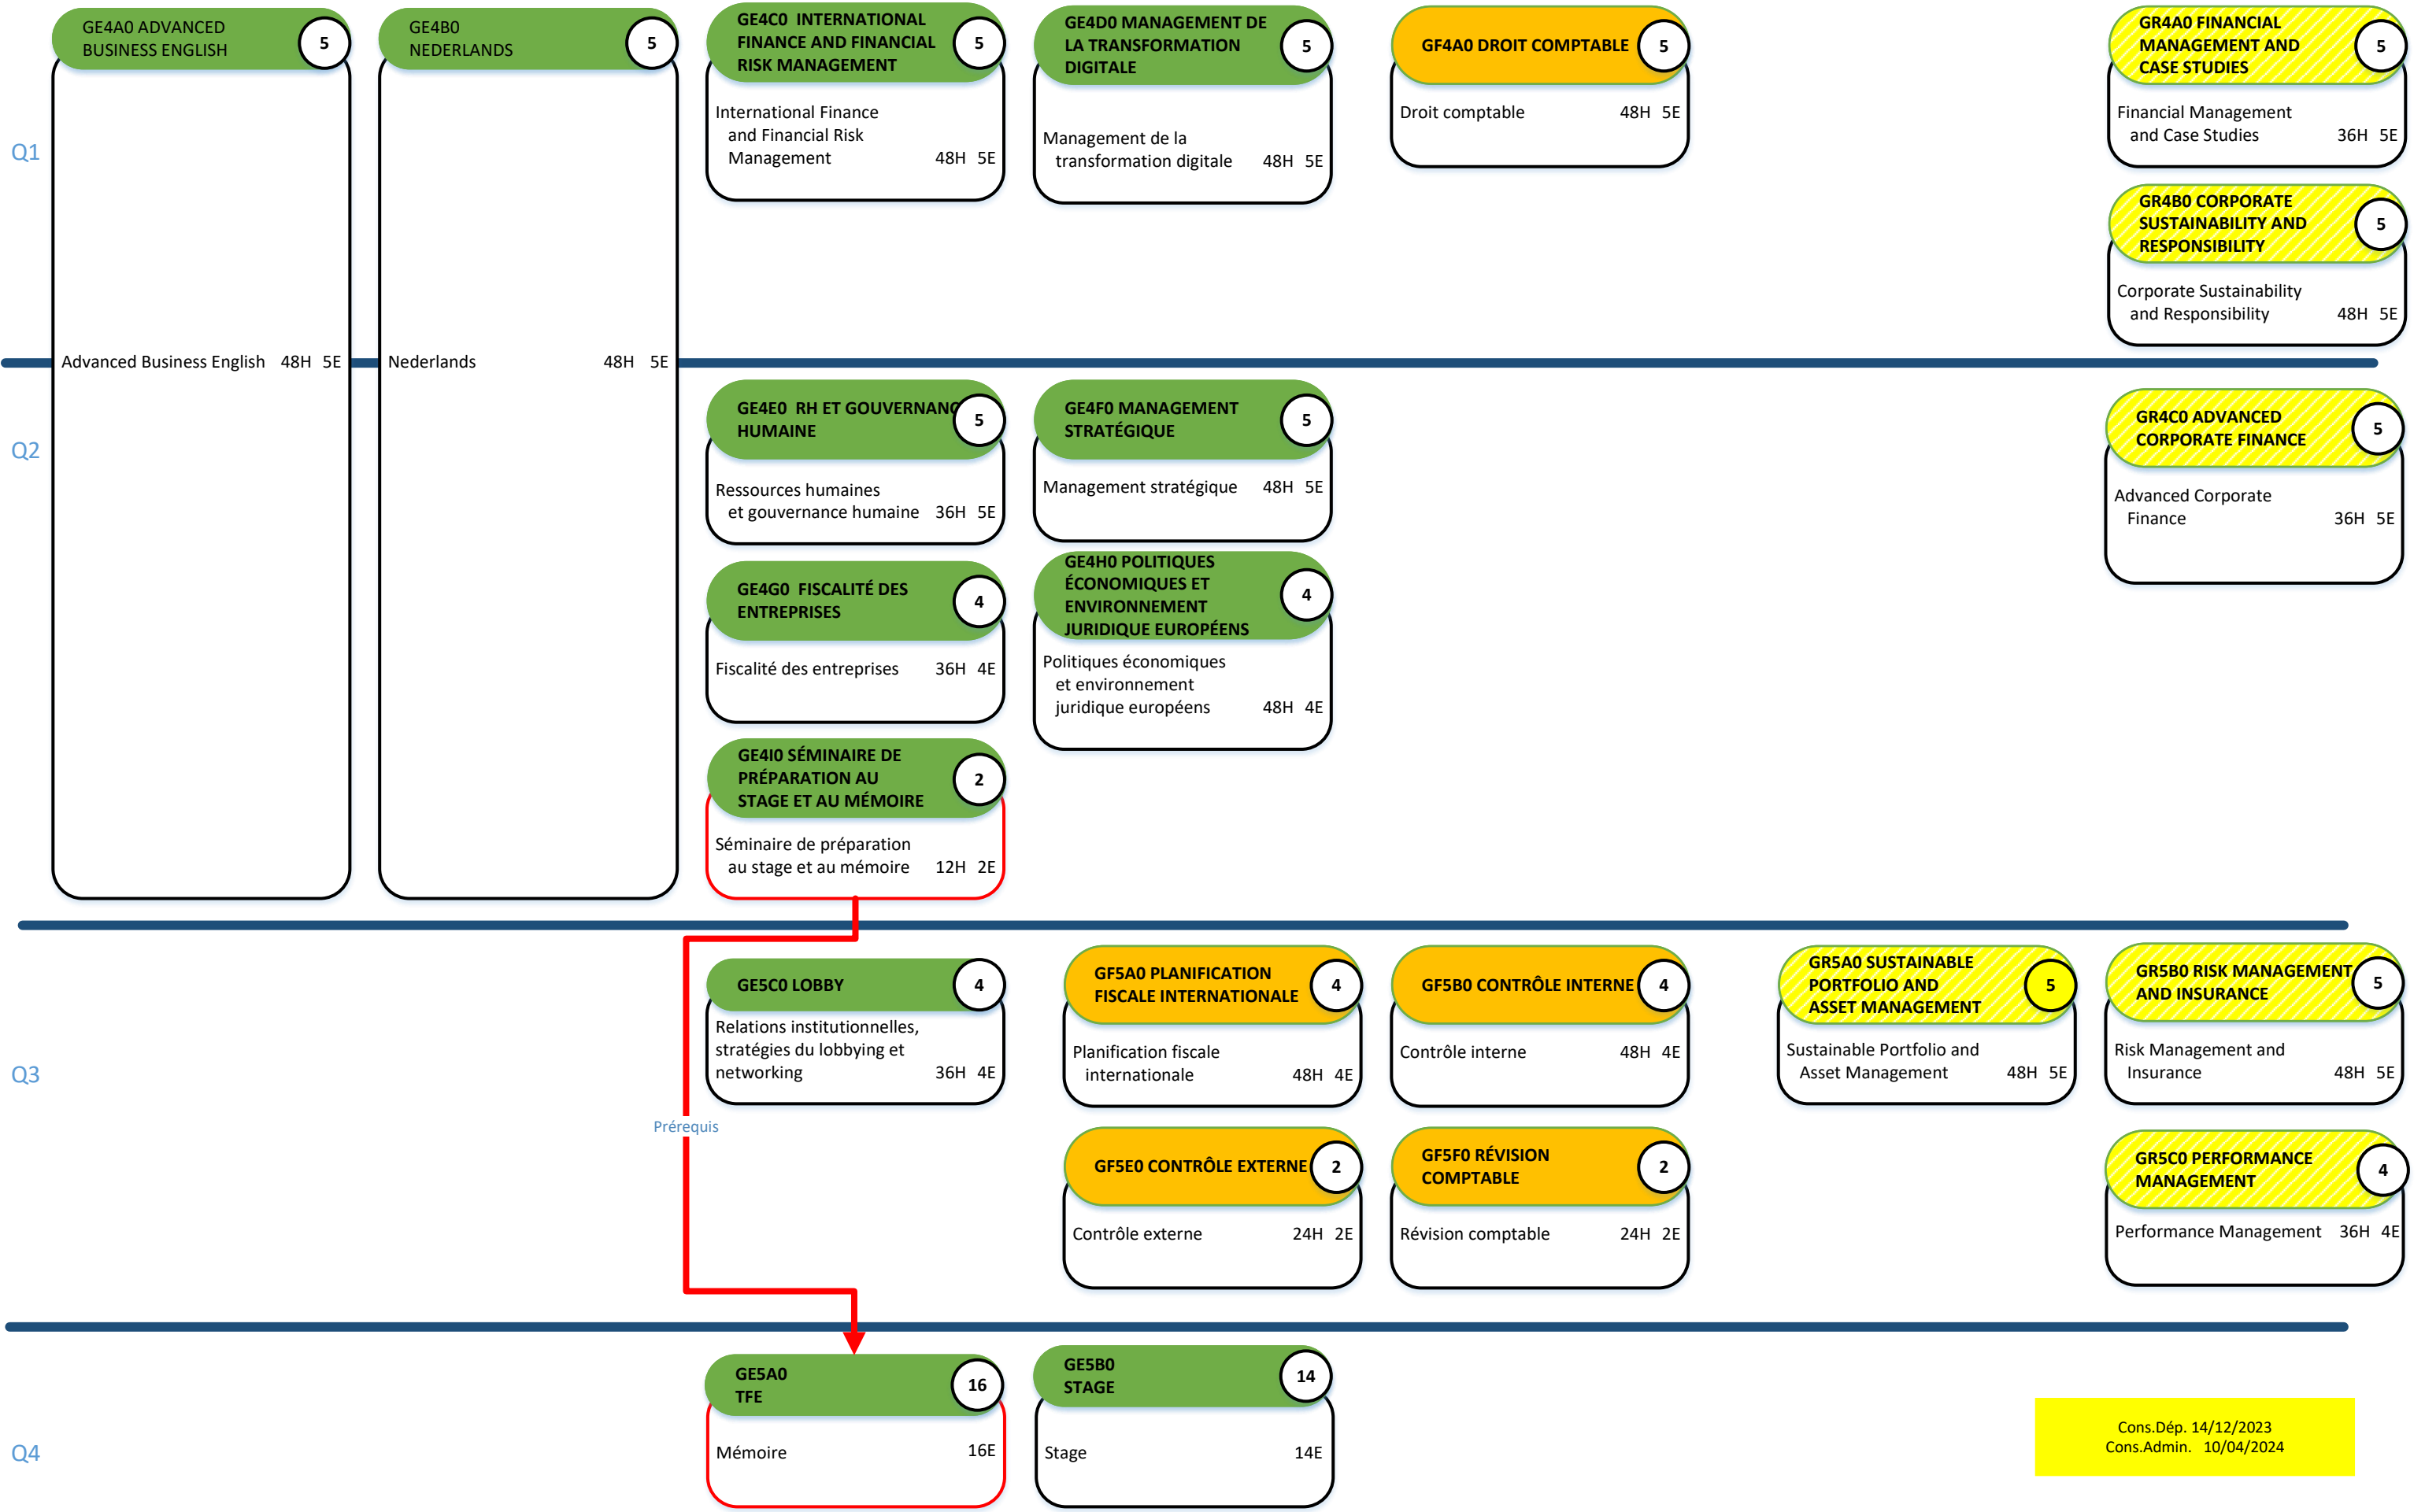 GE4A0 ADVANCED
BUSINESS ENGLISH
5
GE4B0
NEDERLANDS
5
GE4C0 INTERNATIONAL
FINANCE AND FINANCIAL
RISK MANAGEMENT
5
GE4D0 MANAGEMENT DE
LA TRANSFORMATION
DIGITALE
5
GF4A0 DROIT COMPTABLE
5
GR4A0 FINANCIAL
MANAGEMENT AND
CASE STUDIES
5
Q1
International Finance
and Financial Risk
Management 48H 5E
Management de la
transformation digitale 48H 5E
Droit comptable 48H 5E
Financial Management
and Case Studies 36H 5E
GR4B0 CORPORATE
SUSTAINABILITY AND
RESPONSIBILITY
5
Corporate Sustainability
and Responsibility 48H 5E
Advanced Business English 48H 5E
Nederlands 48H 5E
Q2
GE4E0 RH ET GOUVERNANC
HUMAINE
5
Ressources humaines
et gouvernance humaine 36H 5E
GE4F0 MANAGEMENT
STRATÉGIQUE
5
Management stratégique 48H 5E
GR4C0 ADVANCED
CORPORATE FINANCE
5
Advanced Corporate
Finance 36H 5E
GE4G0 FISCALITÉ DES
ENTREPRISES
4
Fiscalité des entreprises 36H 4E
GE4H0 POLITIQUES
ÉCONOMIQUES ET
ENVIRONNEMENT
JURIDIQUE EUROPÉENS
4
Politiques économiques
et environnement
juridique européens 48H 4E
GE4I0 SÉMINAIRE DE
PRÉPARATION AU
STAGE ET AU MÉMOIRE
2
Séminaire de préparation
au stage et au mémoire 12H 2E
Q3
GE5C0 LOBBY
4
Relations institutionnelles,
stratégies du lobbying et
networking 36H 4E
GF5A0 PLANIFICATION
FISCALE INTERNATIONALE
4
Planification fiscale
internationale 48H 4E
GF5B0 CONTRÔLE INTERNE
4
Contrôle interne 48H 4E
GR5A0 SUSTAINABLE
PORTFOLIO AND
ASSET MANAGEMENT
5
Sustainable Portfolio and
Asset Management 48H 5E
GR5B0 RISK MANAGEMENT
AND INSURANCE
5
Risk Management and
Insurance 48H 5E
Prérequis
GF5E0 CONTRÔLE EXTERNE
2
Contrôle externe 24H 2E
GF5F0 RÉVISION
COMPTABLE
2
Révision comptable 24H 2E
GR5C0 PERFORMANCE
MANAGEMENT
4
Performance Management 36H 4E
Q4
GE5A0
TFE
16
Mémoire 16E
GE5B0
STAGE
14
Stage 14E
Cons.Dép. 14/12/2023
Cons.Admin. 10/04/2024